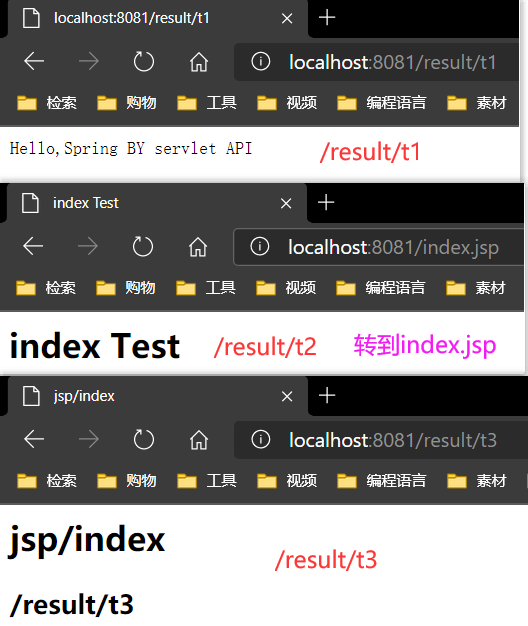 localhost:8081/result/t1
localhost:8081/result/t1
检索 购物 工具 视频 编程语言 素材
Hello,Spring BY servlet API /result/t1
index Test
localhost:8081/index.jsp
检索 购物 工具 视频 编程语言 素材
index Test /result/t2 转到index.jsp
jsp/index
localhost:8081/result/t3
检索 购物 工具 视频 编程语言 素材
jsp/index
/result/t3
/result/t3